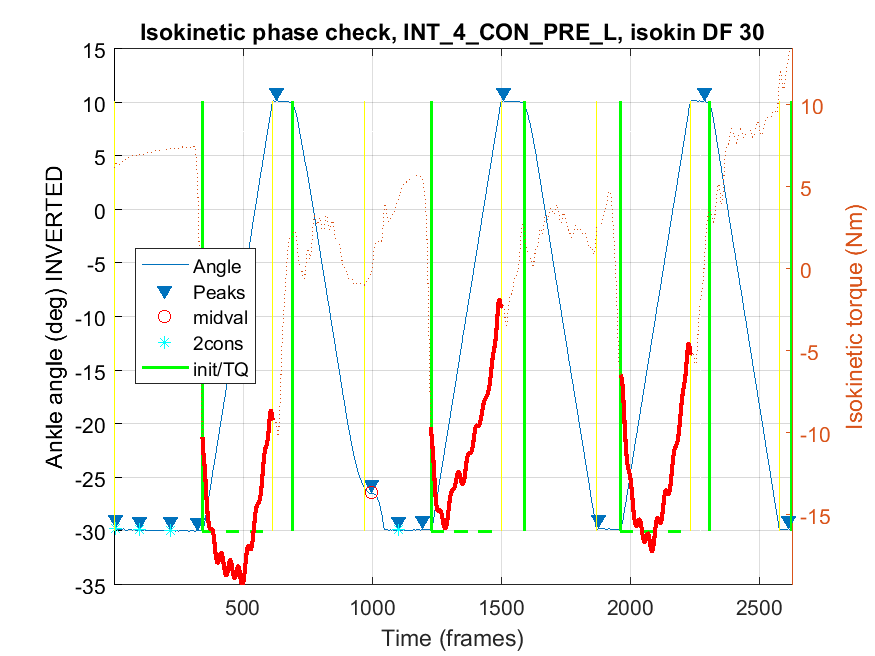 Isokinetic phase check, INT_4_CON_PRE_L, isokin DF 30
15
10
5
0
-5
-10
-15
-20
-25
-30
-35
Ankle angle (deg) INVERTED
Angle
Peaks
midval
2cons
init/TQ
10
5
0
-5
-10
-15
Isokinetic torque (Nm)
500
1000
1500
2000
2500
Time (frames)